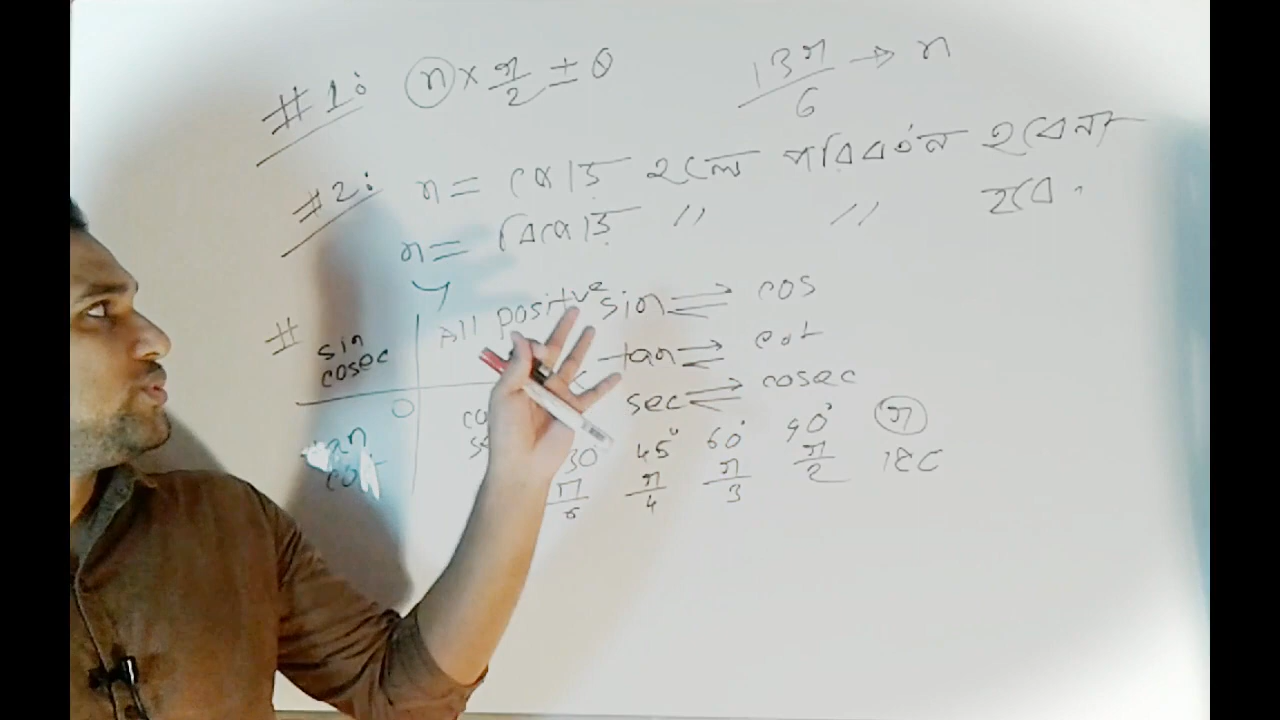 #1: n × π/2 ± θ 13π/6 → n
#2: n = জোড় হলে পরিবর্তন হবেনা
n = বিজোড় " " হবে।
y
# sin cosec All positive sin ⇌ cos
tan ⇌ cot
sec ⇌ cosec
0
tan cot
30 45° 60° 90° π
π/6 π/4 π/3 π/2 180